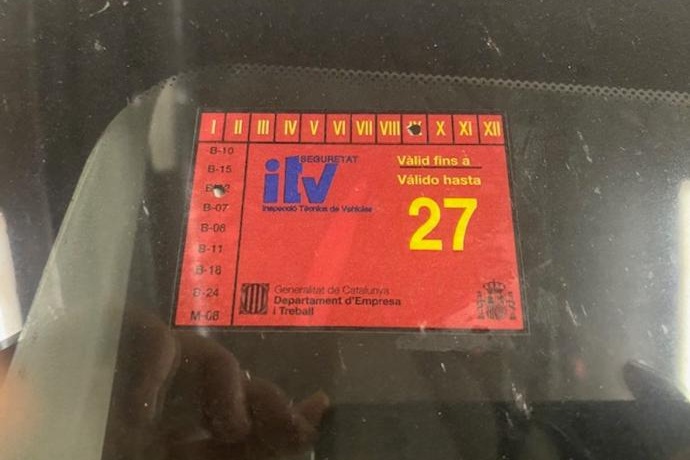 I II III IV V VI VII VIII X XI XII
B-10
B-15
B-07
B-06
B-11
B-18
B-24
M-06
SEGURETAT
itv
Inspecció Tècnica de Vehicles
Vàlid fins a
Válido hasta
27
Generalitat de Catalunya
Departament d'Empresa
i Treball